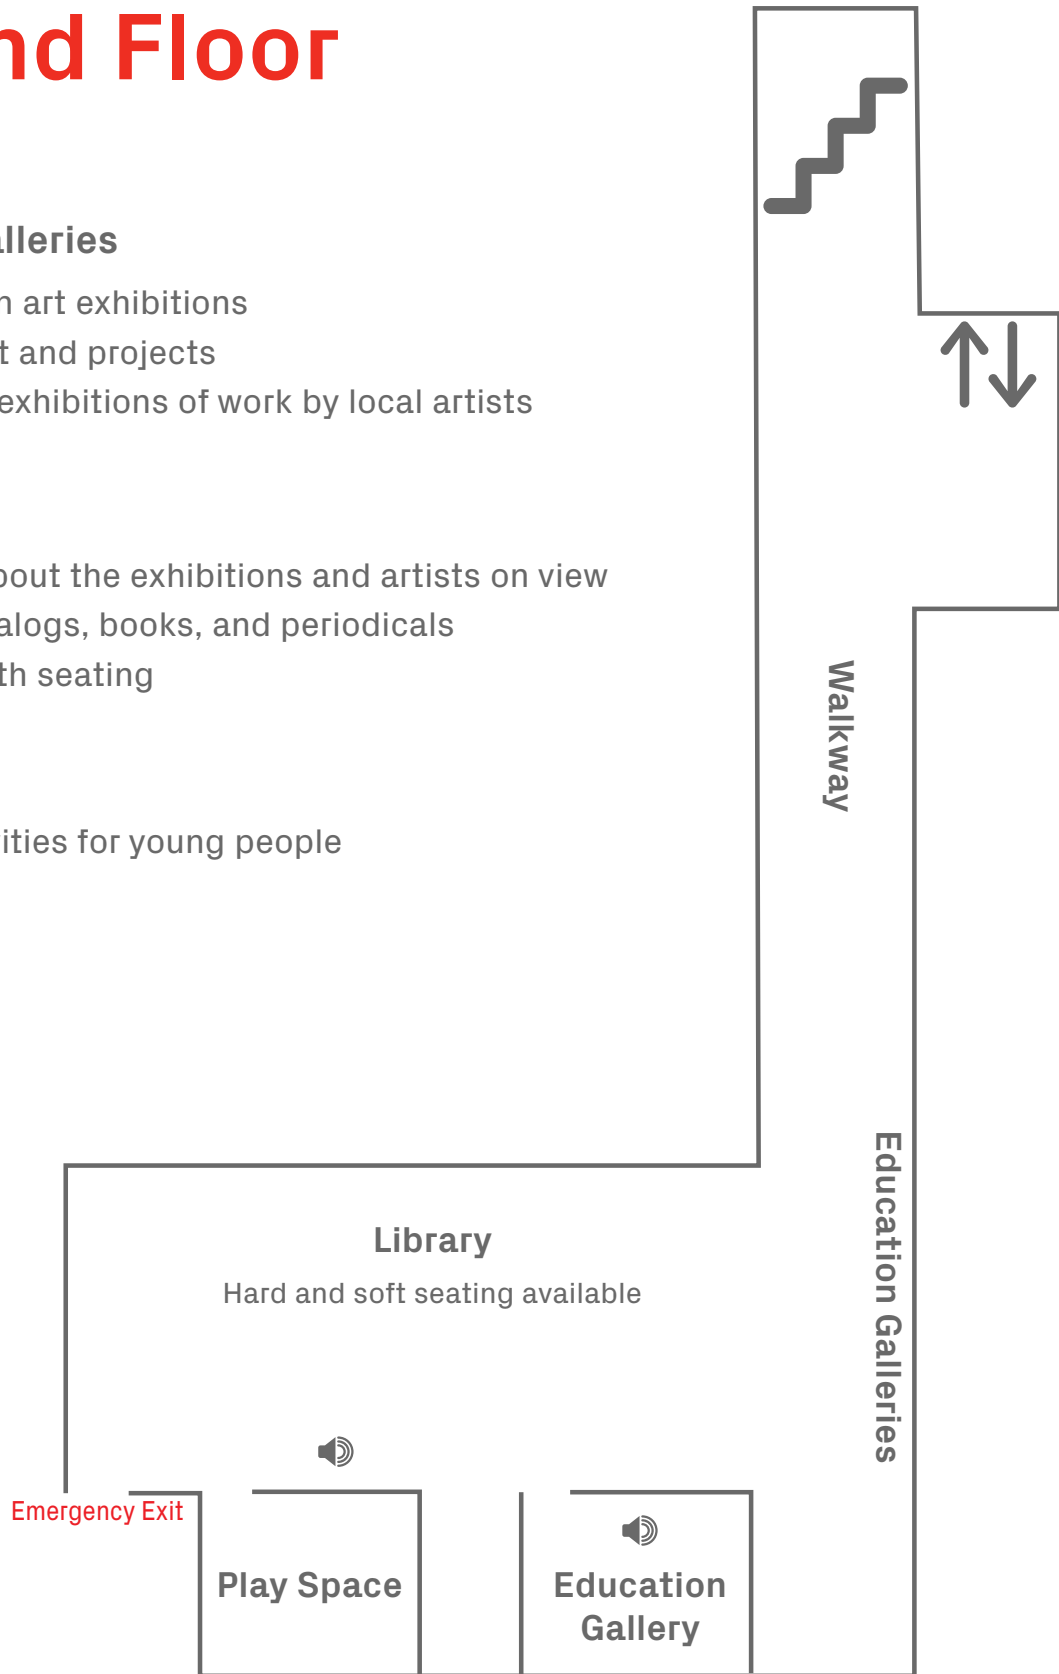 nd Floor
alleries
n art exhibitions
t and projects
exhibitions of work by local artists
bout the exhibitions and artists on view
alogs, books, and periodicals
th seating
Walkway
ities for young people
Education Galleries
Library
Hard and soft seating available
Emergency Exit
Play Space
Education
Gallery